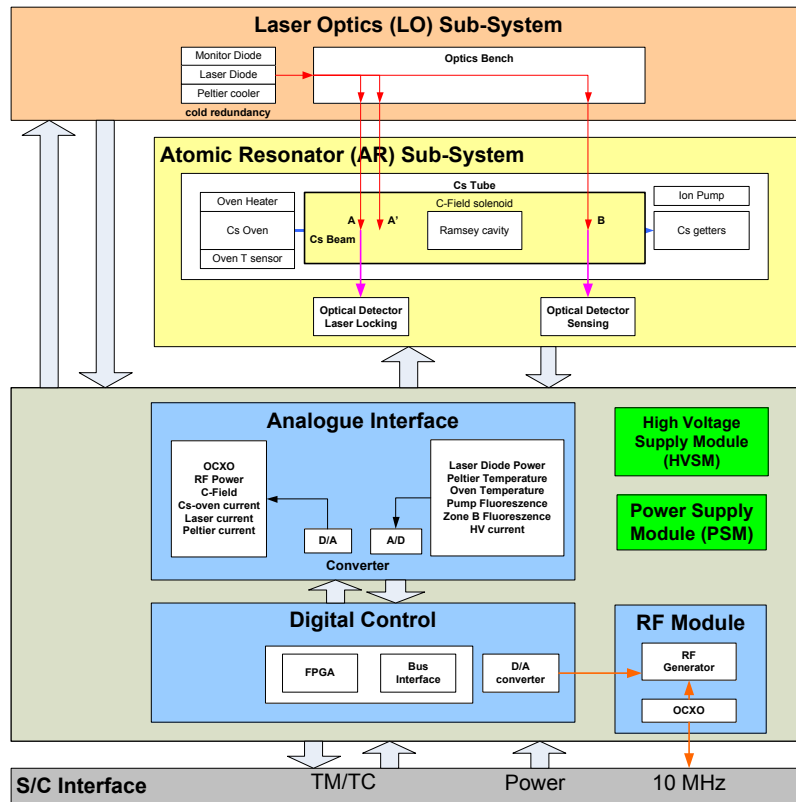 Laser Optics (LO) Sub-System
Monitor Diode
Laser Diode
Peltier cooler
cold redundancy
Optics Bench
Atomic Resonator (AR) Sub-System
Cs Tube
Oven Heater
Cs Oven
Oven T sensor
Cs Beam
C-Field solenoid
A
A'
Ramsey cavity
B
Ion Pump
Cs getters
Optical Detector
Laser Locking
Optical Detector
Sensing
Analogue Interface
OCXO
RF Power
C-Field
Cs-oven current
Laser current
Peltier current
D/A
A/D
Converter
Laser Diode Power
Peltier Temperature
Oven Temperature
Pump Fluoreszence
Zone B Fluoreszence
HV current
High Voltage
Supply Module
(HVSM)
Power Supply
Module (PSM)
Digital Control
FPGA
Bus
Interface
D/A
converter
RF Module
RF
Generator
OCXO
S/C Interface
TM/TC
Power
10 MHz